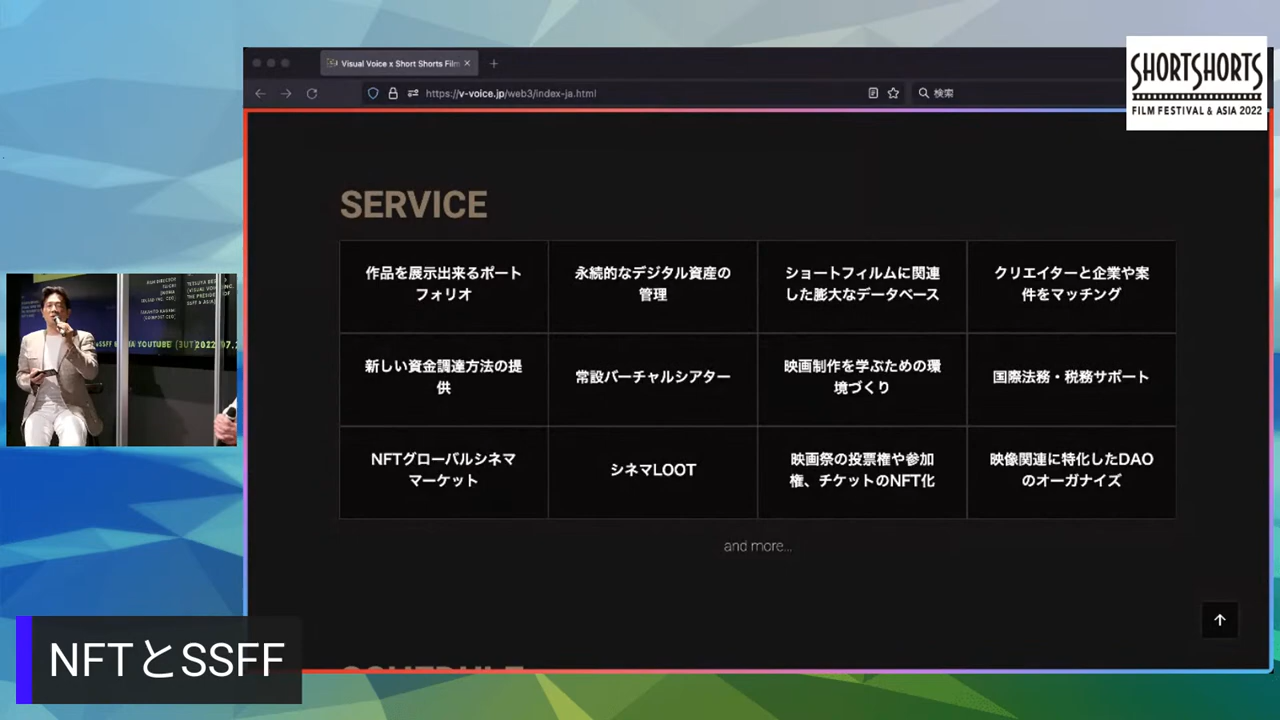 Visual Voice x Short Shorts Film
https://v-voice.jp/web3/index-ja.html
検索
SHORTSHORTS
FILM FESTIVAL & ASIA 2022
SERVICE
作品を展示出来るポート
フォリオ
永続的なデジタル資産の
管理
ショートフィルムに関連
した膨大なデータベース
クリエイターと企業や案
件をマッチング
新しい資金調達方法の提
供
常設バーチャルシアター
映画制作を学ぶための環
境づくり
国際法務・税務サポート
NFTグローバルシネマ
マーケット
シネマLOOT
映画祭の投票権や参加
権、チケットのNFT化
映像関連に特化したDAO
のオーガナイズ
and more...
NFTとSSFF